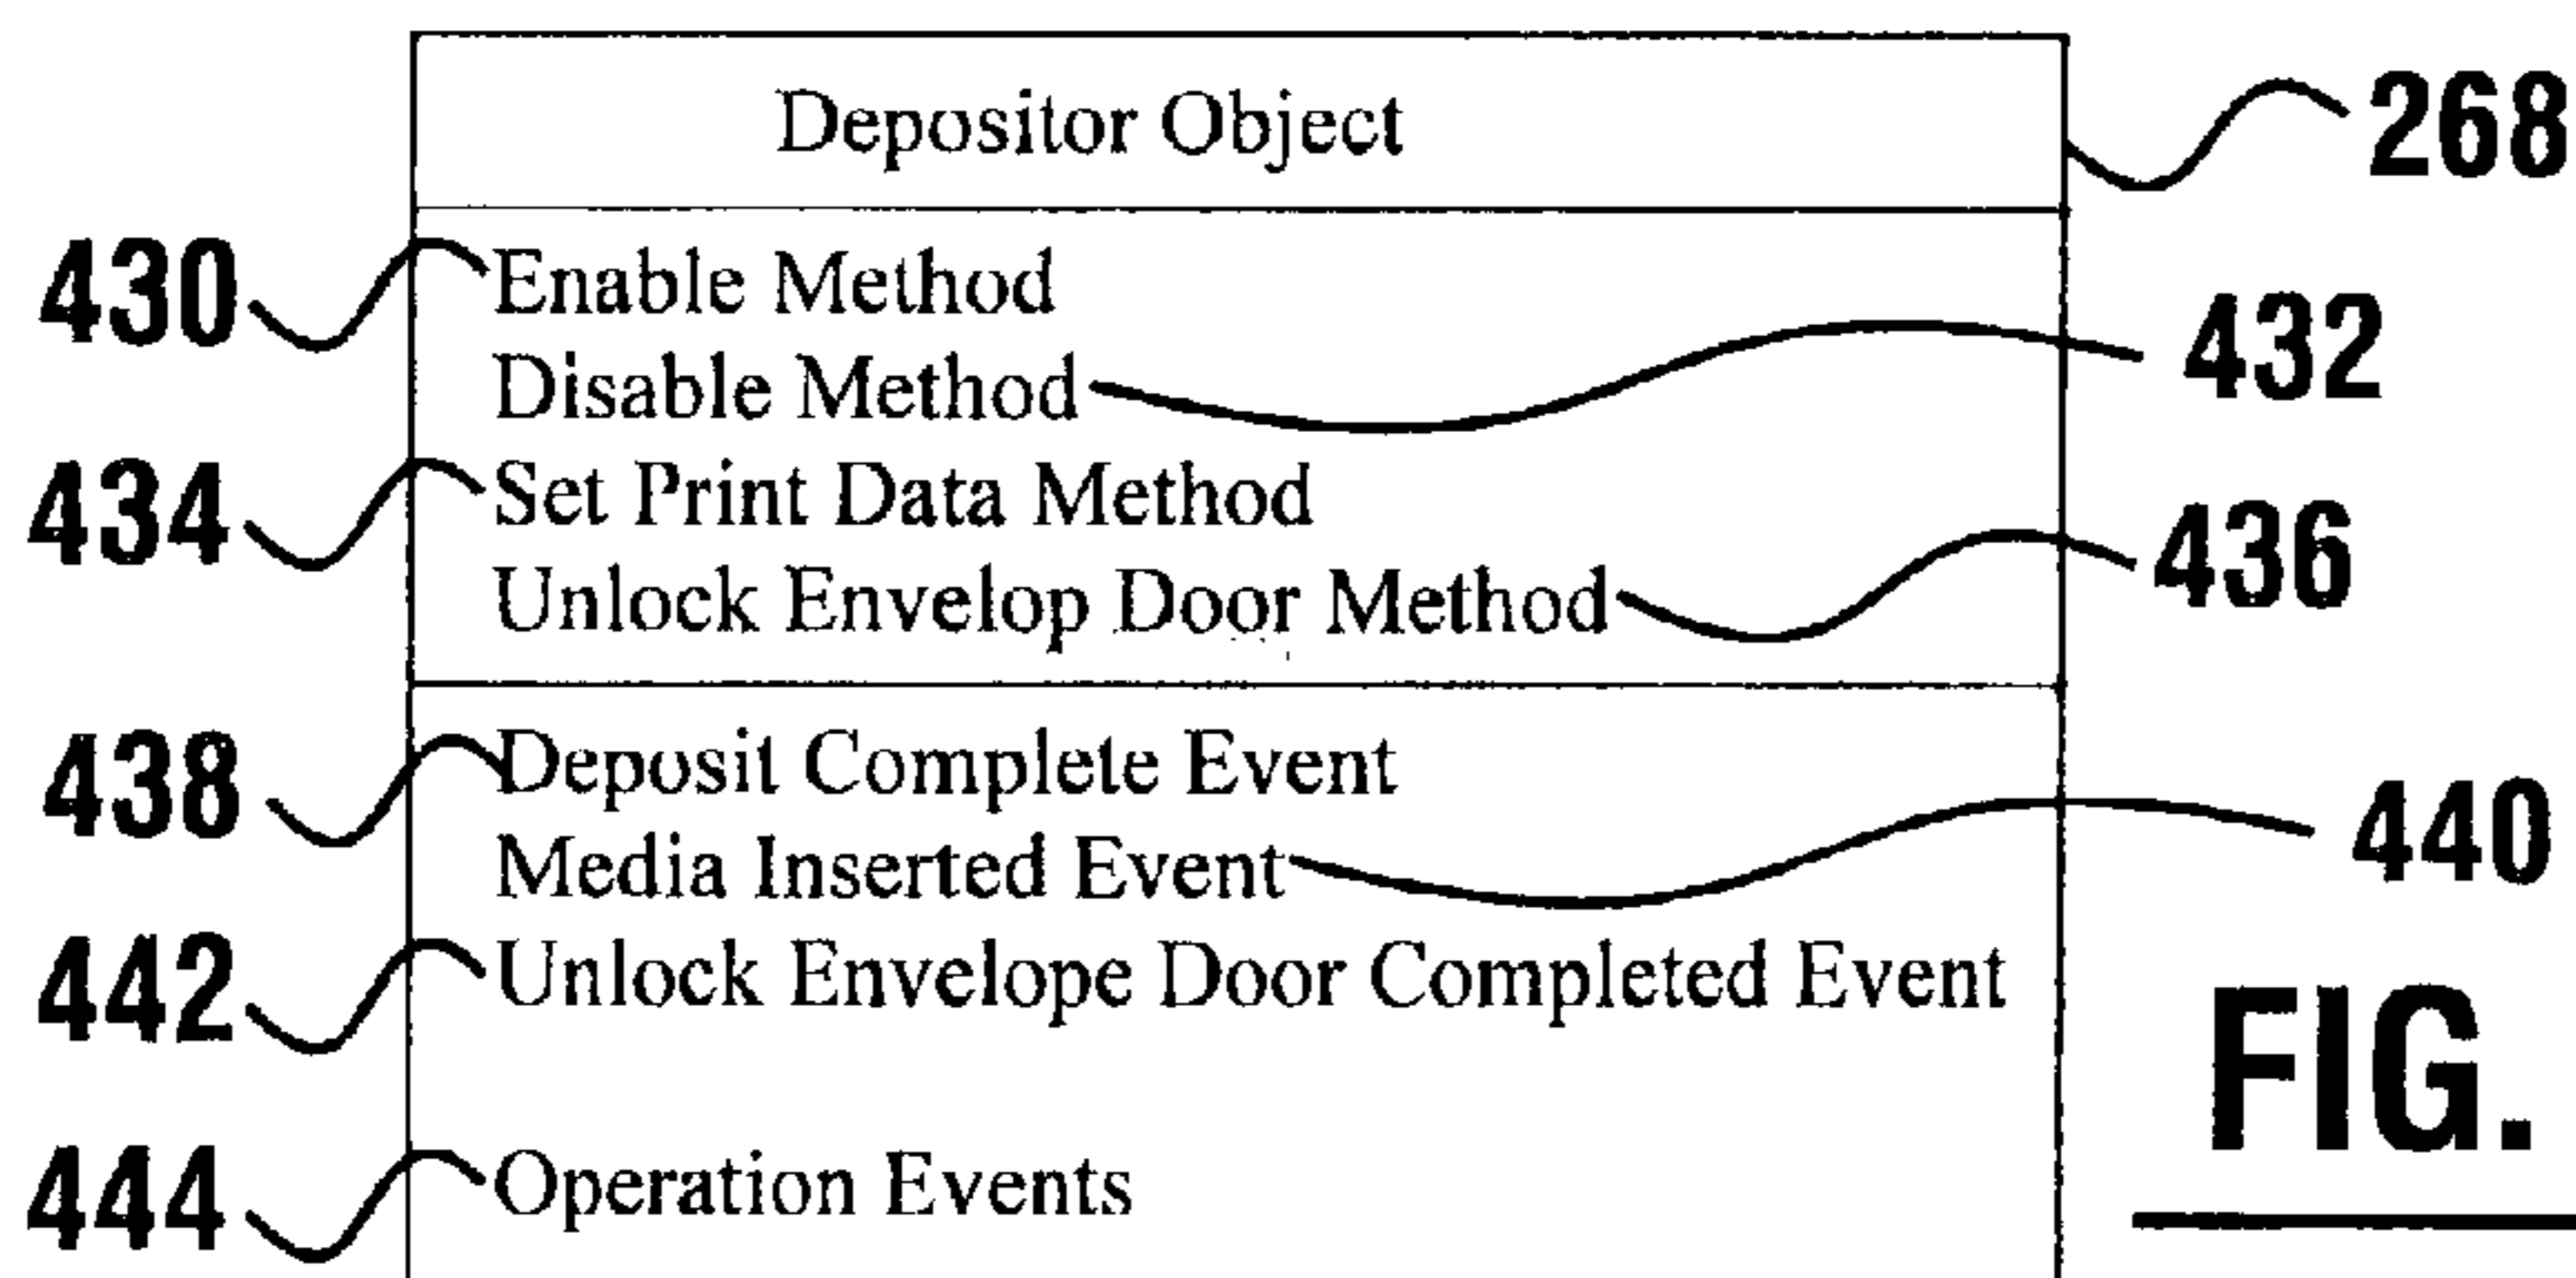 Depositor Object
268
430
Enable Method
432
Disable Method
434
Set Print Data Method
436
Unlock Envelop Door Method
438
Deposit Complete Event
440
Media Inserted Event
442
Unlock Envelope Door Completed Event
FIG.
444
Operation Events